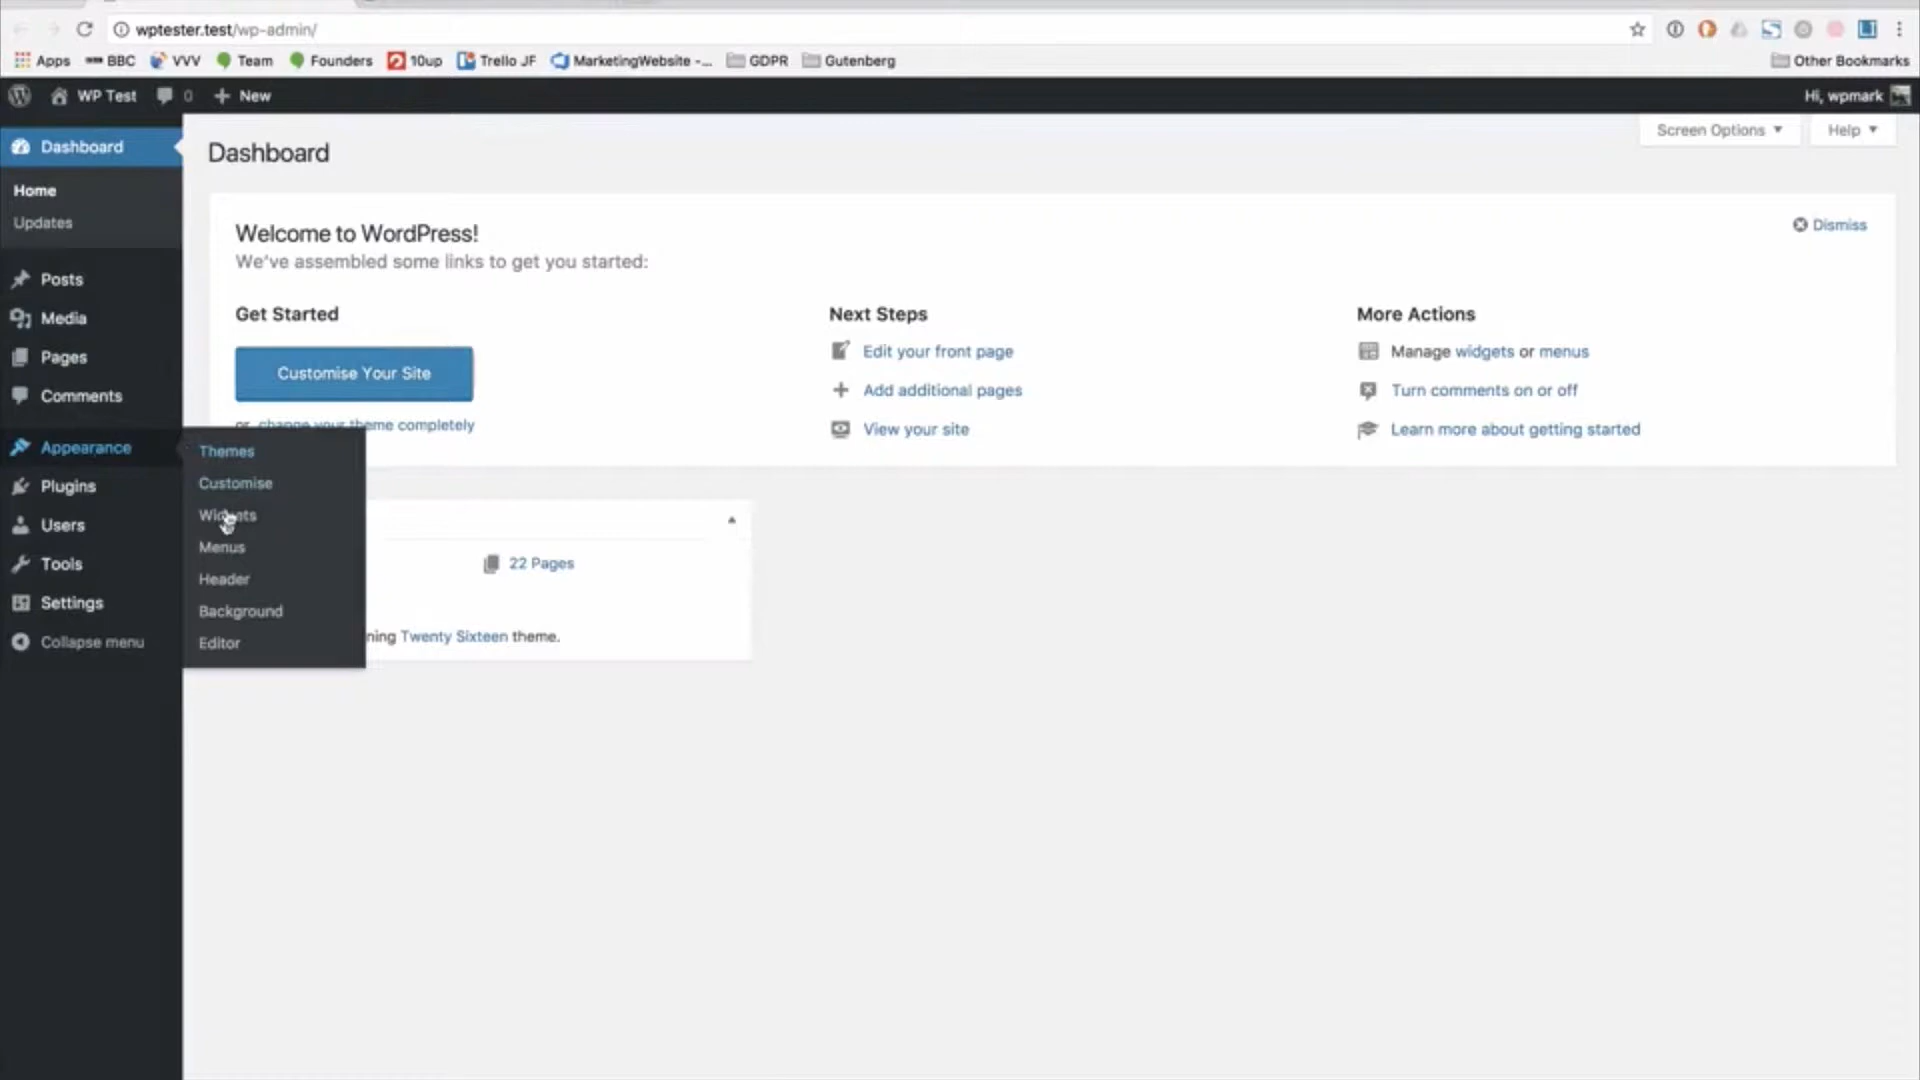 wptester.test/wp-admin/
Apps BBC VVV Team Founders 10up Trello JF MarketingWebsite -... GDPR Gutenberg Other Bookmarks
WP Test 0 + New Hi, wpmark
Dashboard
Home
Updates
Posts
Media
Pages
Comments
Appearance
Plugins
Users
Tools
Settings
Collapse menu
Themes
Customise
Widgets
Menus
Header
Background
Editor
Dashboard
Screen Options ▼ Help ▼
Welcome to WordPress!
Dismiss
We've assembled some links to get you started:
Get Started
Customise Your Site
or change your theme completely
Next Steps
Edit your front page
Add additional pages
View your site
More Actions
Manage widgets or menus
Turn comments on or off
Learn more about getting started
22 Pages
ning Twenty Sixteen theme.